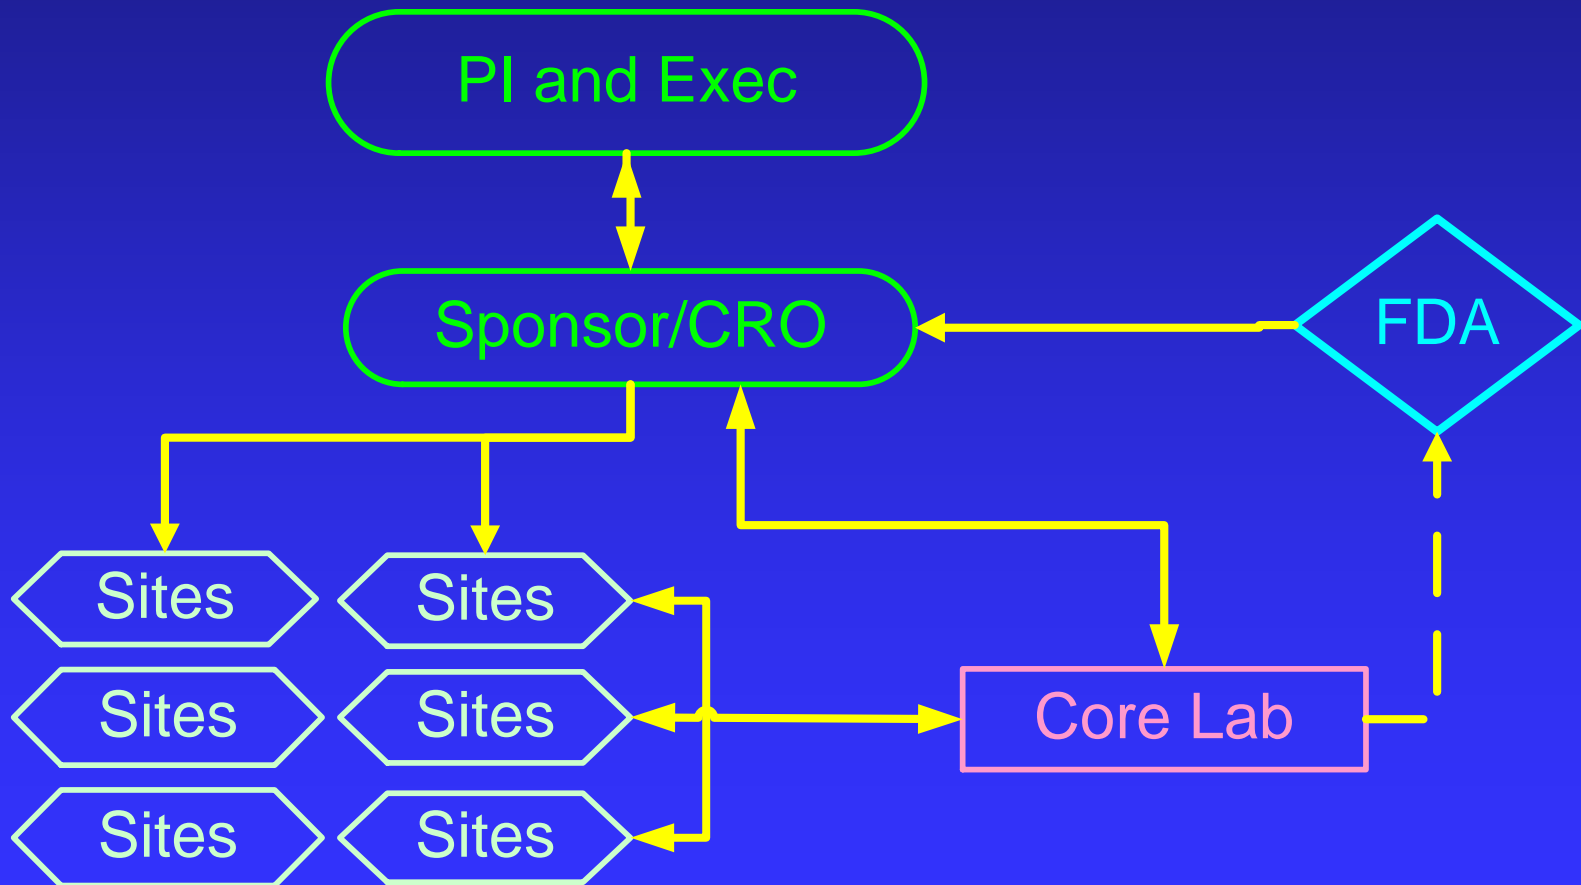 PI and Exec
Sponsor/CRO
FDA
Sites
Sites
Sites
Sites
Core Lab
Sites
Sites